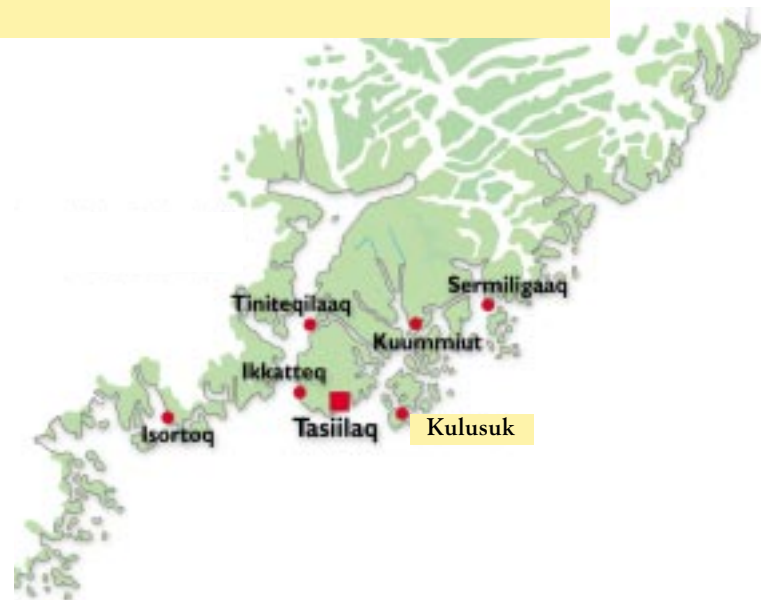 Sermiligaaq
Tiniteqilaaq
Kuummiut
Ikkatteq
Tasiilaq
Kulusuk
Isortoq